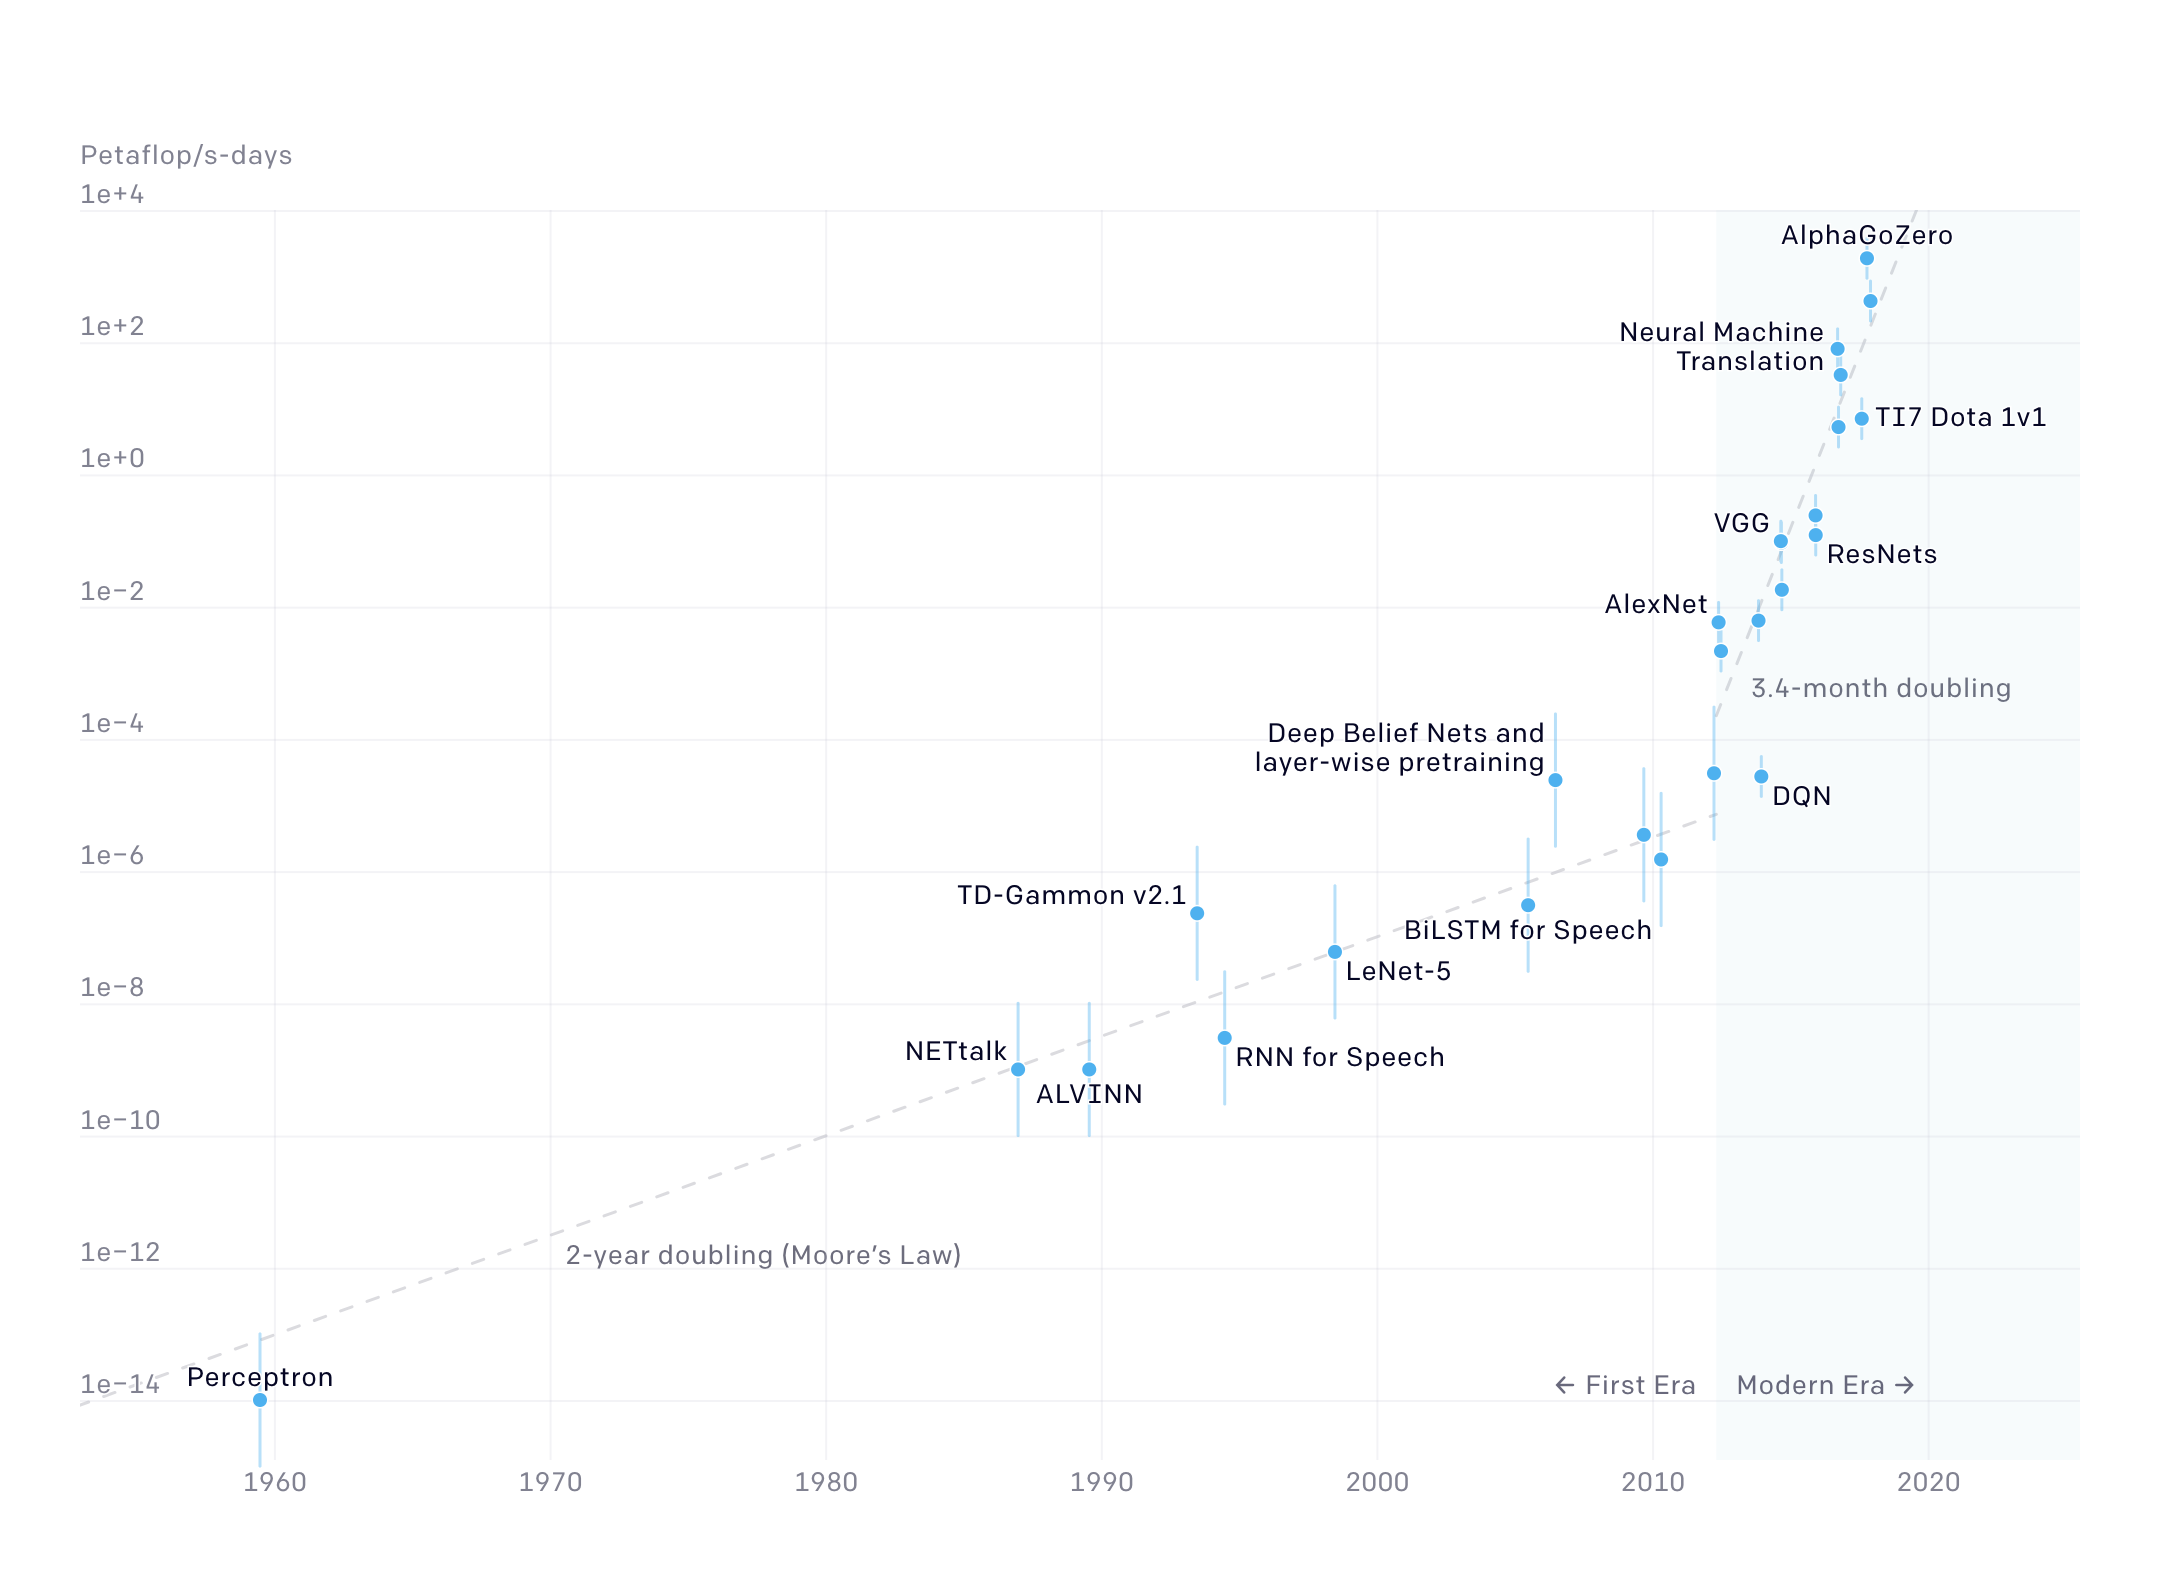 Petaflop/s-days
1e+4
AlphaGoZero
1e+2
Neural Machine
Translation
TI7 Dota 1v1
1e+0
VGG
ResNets
1e−2
AlexNet
3.4-month doubling
1e−4
Deep Belief Nets and
layer-wise pretraining
DQN
1e−6
TD-Gammon v2.1
BiLSTM for Speech
LeNet-5
1e−8
NETtalk
RNN for Speech
ALVINN
1e−10
1e−12
2-year doubling (Moore’s Law)
Perceptron
1e−14
← First Era
Modern Era →
1960
1970
1980
1990
2000
2010
2020